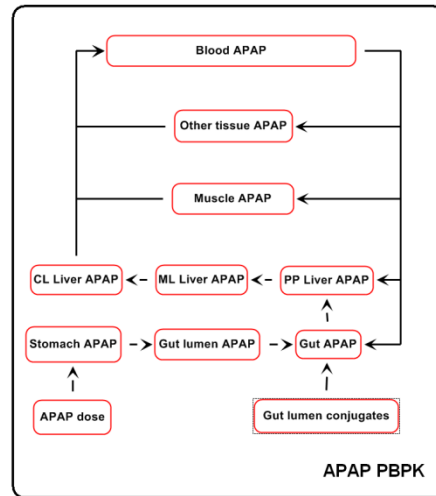 Blood APAP
Other tissue APAP
Muscle APAP
CL Liver APAP
ML Liver APAP
PP Liver APAP
Stomach APAP
Gut lumen APAP
Gut APAP
APAP dose
Gut lumen conjugates
APAP PBPK